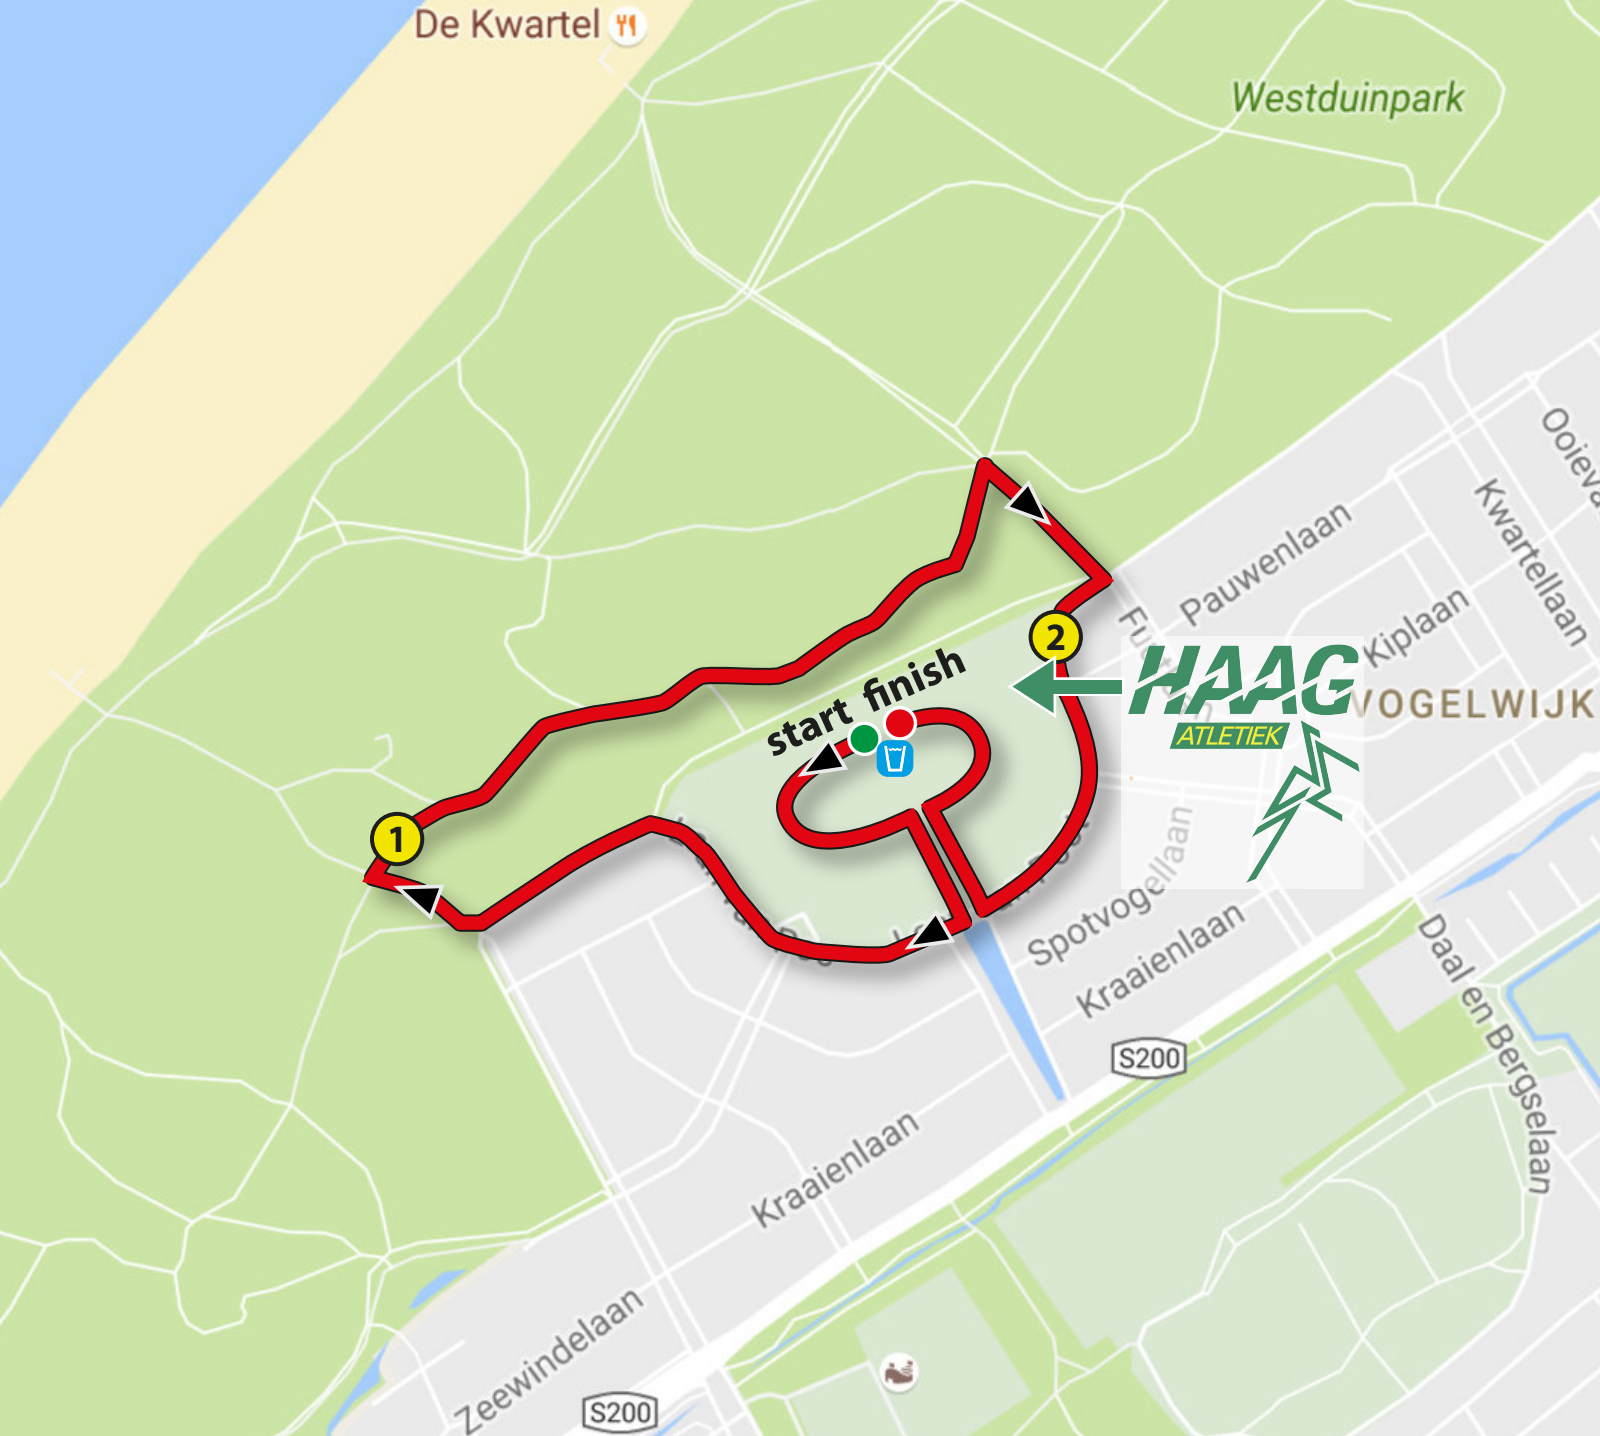 De Kwartel
Westduinpark
Ooieva
Kwartellaan
Pauwenlaan
Kiplaan
2
HAAG
ATLETIEK
VOGELWIJK
start finish
1
Spotvogellaan
Kraaienlaan
Daal en Bergselaan
S200
Kraaienlaan
Zeewindelaan
S200